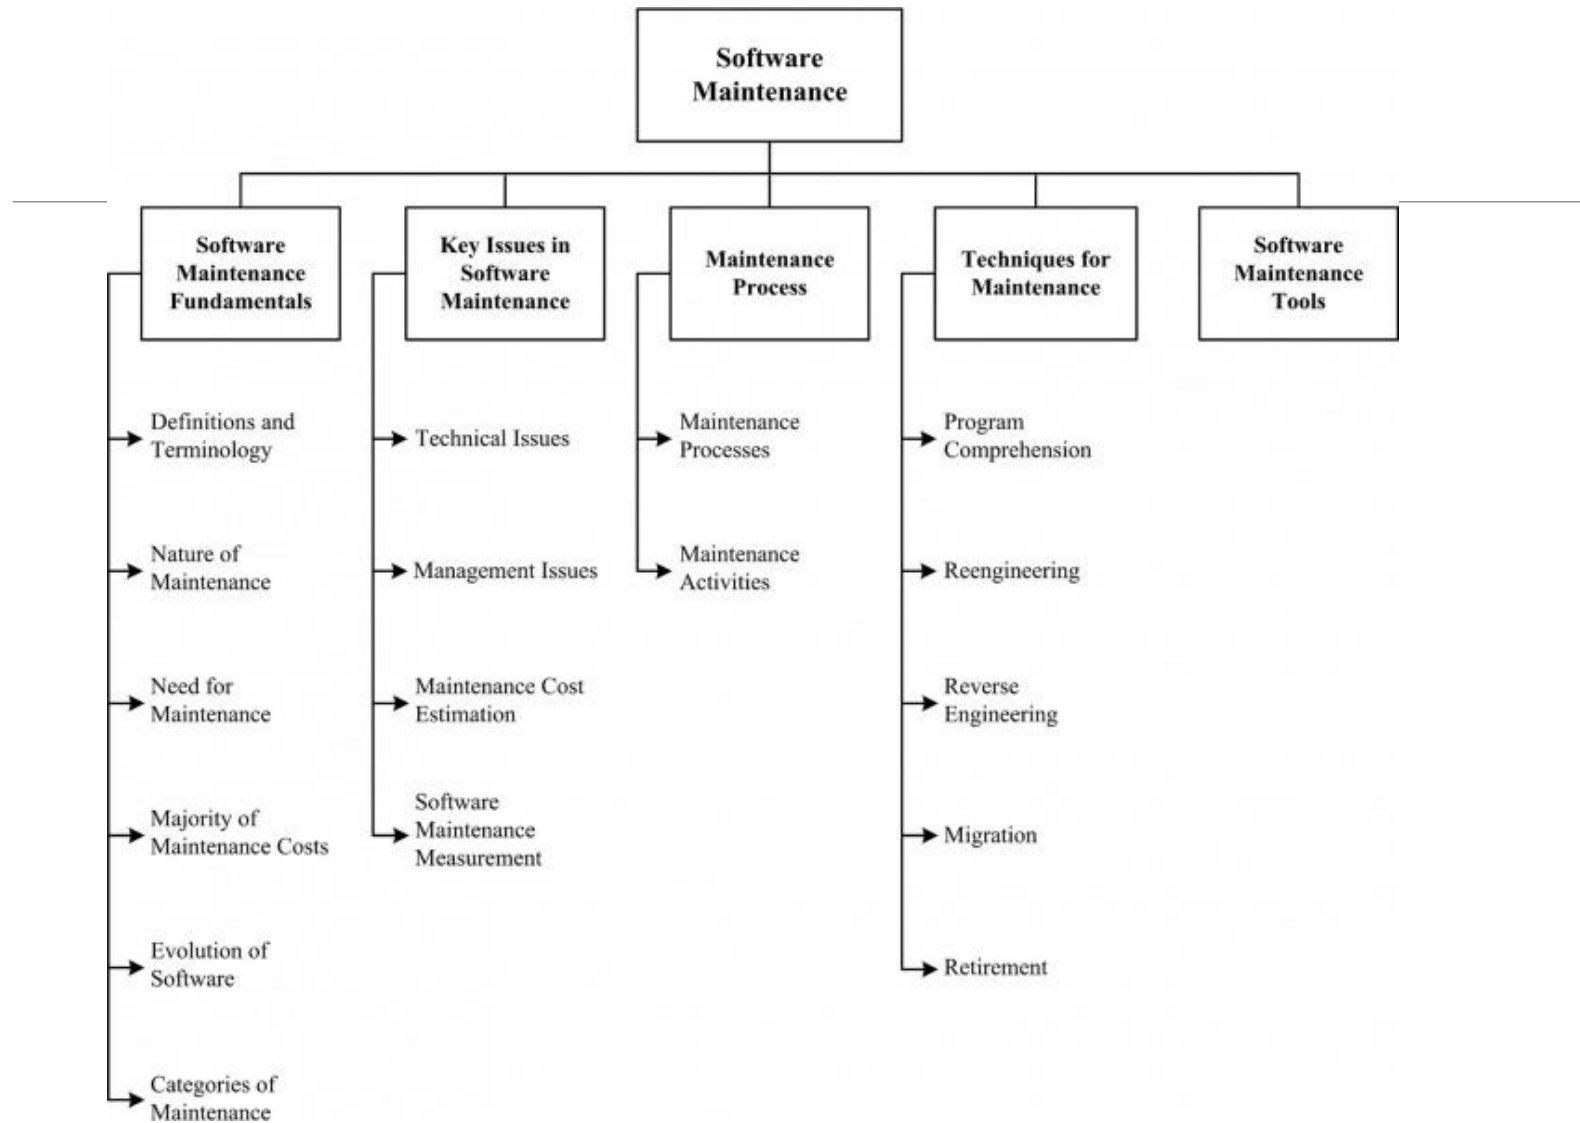 Software
Maintenance
Software
Maintenance
Fundamentals
Key Issues in
Software
Maintenance
Maintenance
Process
Techniques for
Maintenance
Software
Maintenance
Tools
Definitions and
Terminology
Nature of
Maintenance
Need for
Maintenance
Majority of
Maintenance Costs
Evolution of
Software
Categories of
Maintenance
Technical Issues
Management Issues
Maintenance Cost
Estimation
Software
Maintenance
Measurement
Maintenance
Processes
Maintenance
Activities
Program
Comprehension
Reengineering
Reverse
Engineering
Migration
Retirement